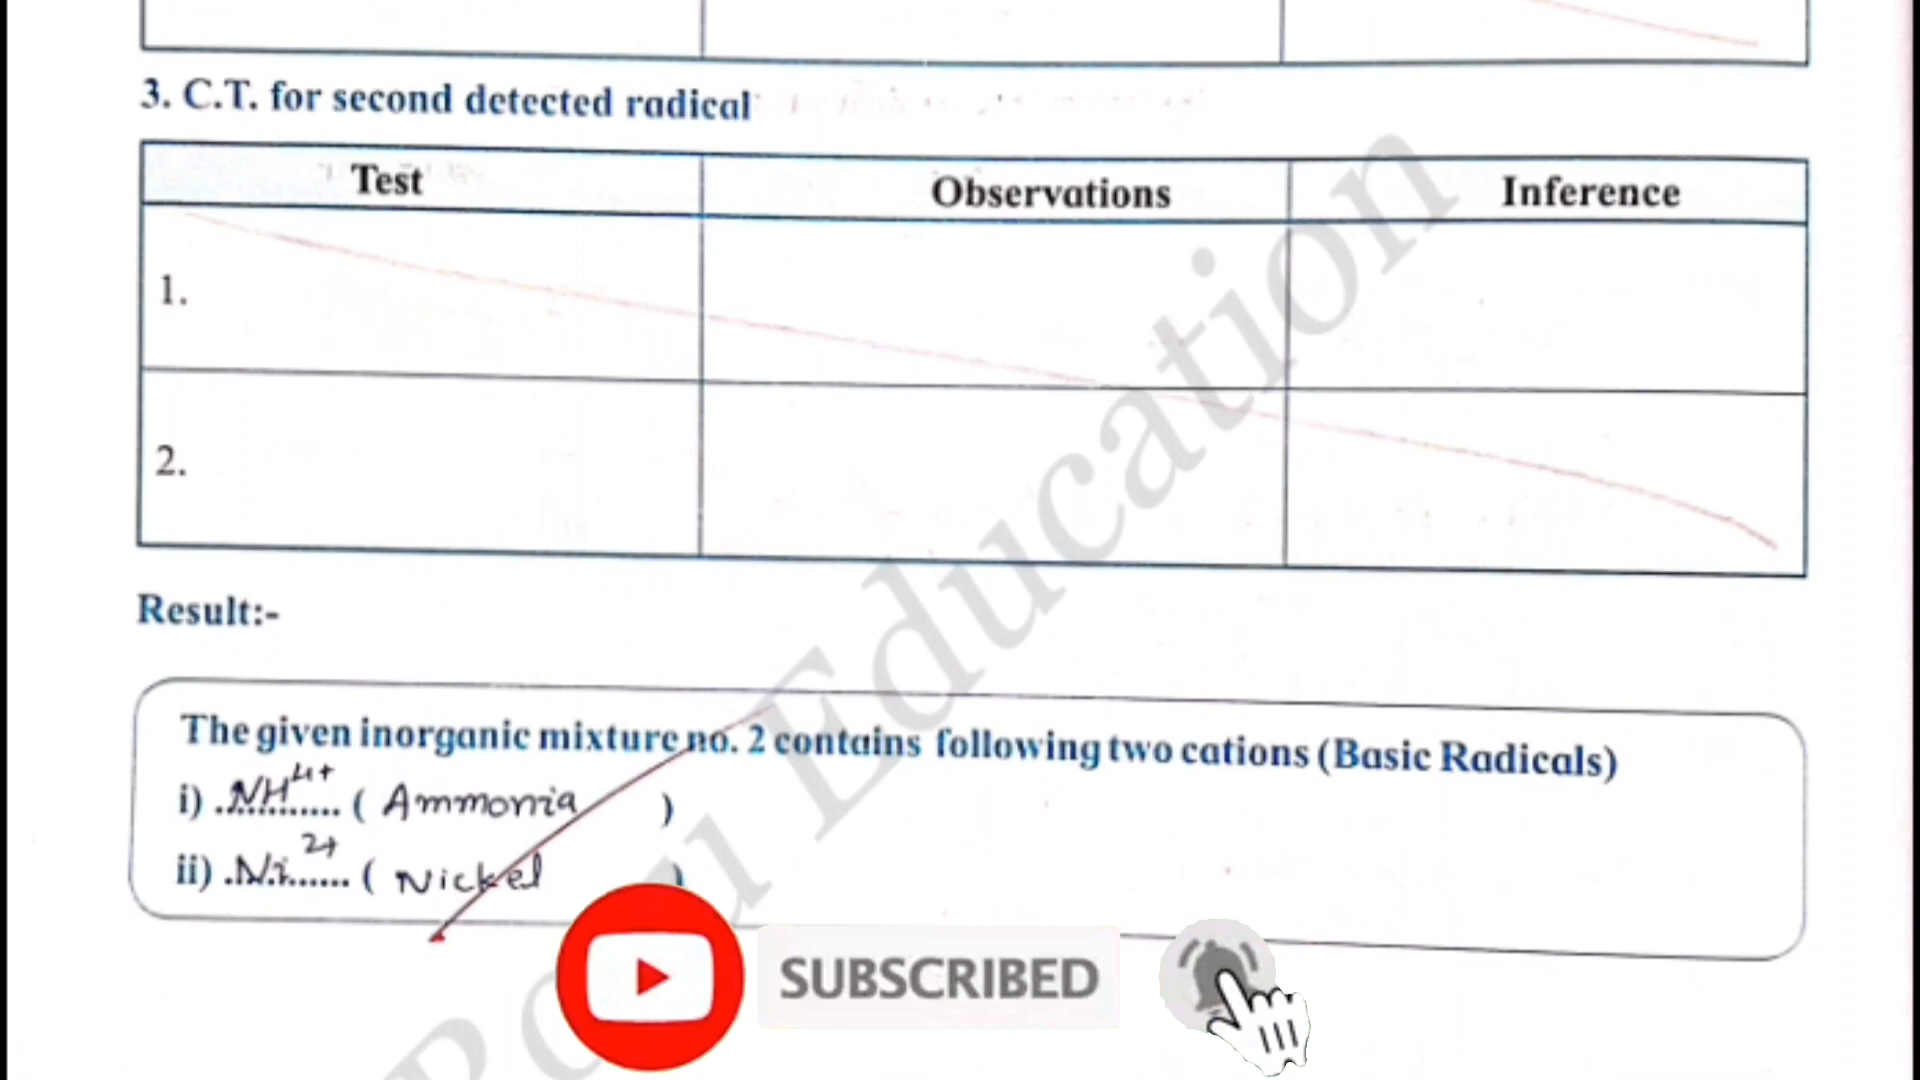 3. C.T. for second detected radical
Test Observations Inference
1.
2.
Result:-
The given inorganic mixture no. 2 contains following two cations (Basic Radicals)
i) .NH⁴⁺............ ( Ammonia )
ii) .Ni²⁺...... ( Nickel )
SUBSCRIBED
Education